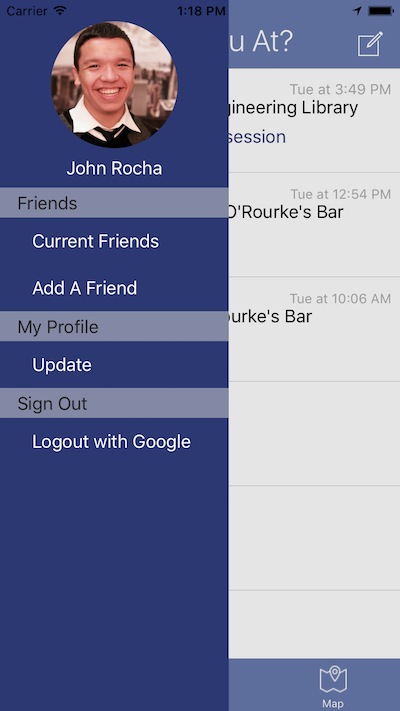 Carrier 1:18 PM
u At?
John Rocha
Friends
Current Friends
Add A Friend
My Profile
Update
Sign Out
Logout with Google
Tue at 3:49 PM
gineering Library
session
Tue at 12:54 PM
O'Rourke's Bar
Tue at 10:06 AM
ourke's Bar
Map